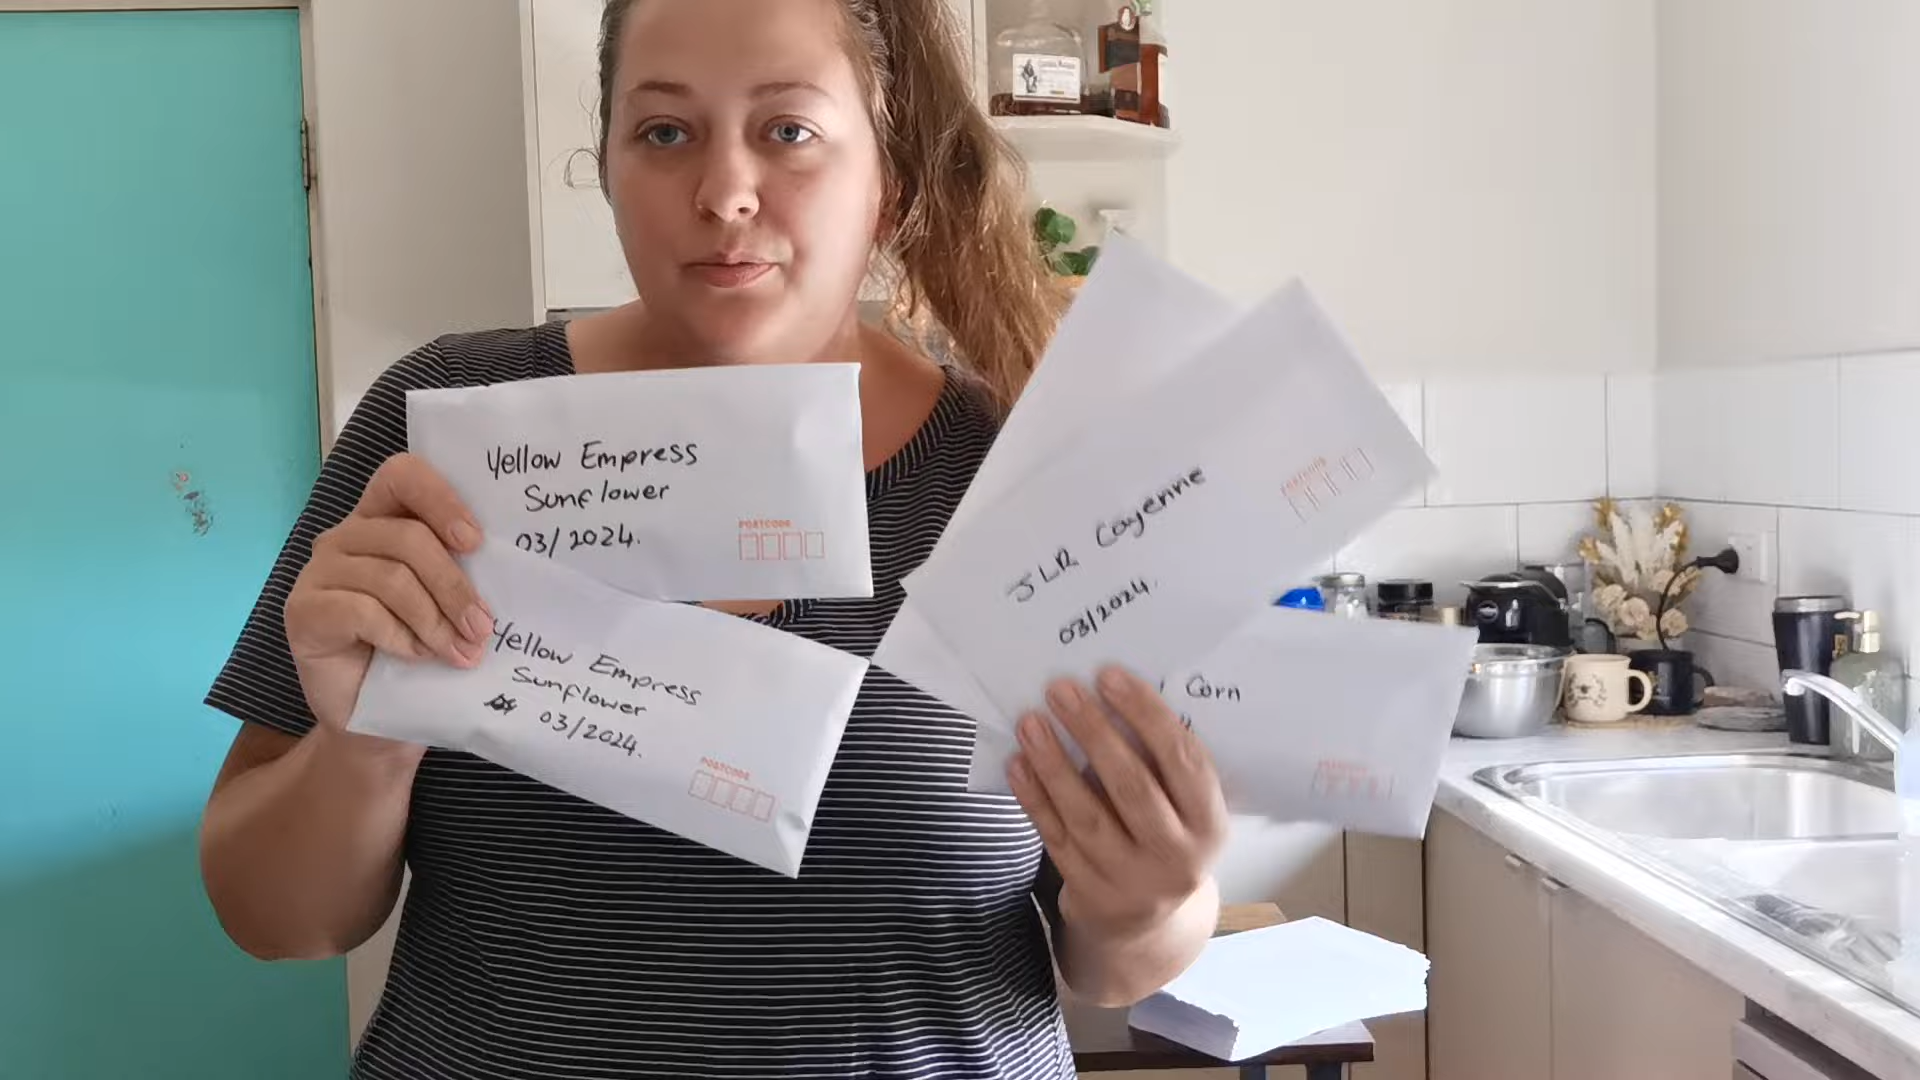 Yellow Empress
Sunflower
03/2024.
POSTCODE
Yellow Empress
Sunflower
03/2024.
POSTCODE
JLR Cayenne
03/2024.
POSTCODE
Corn